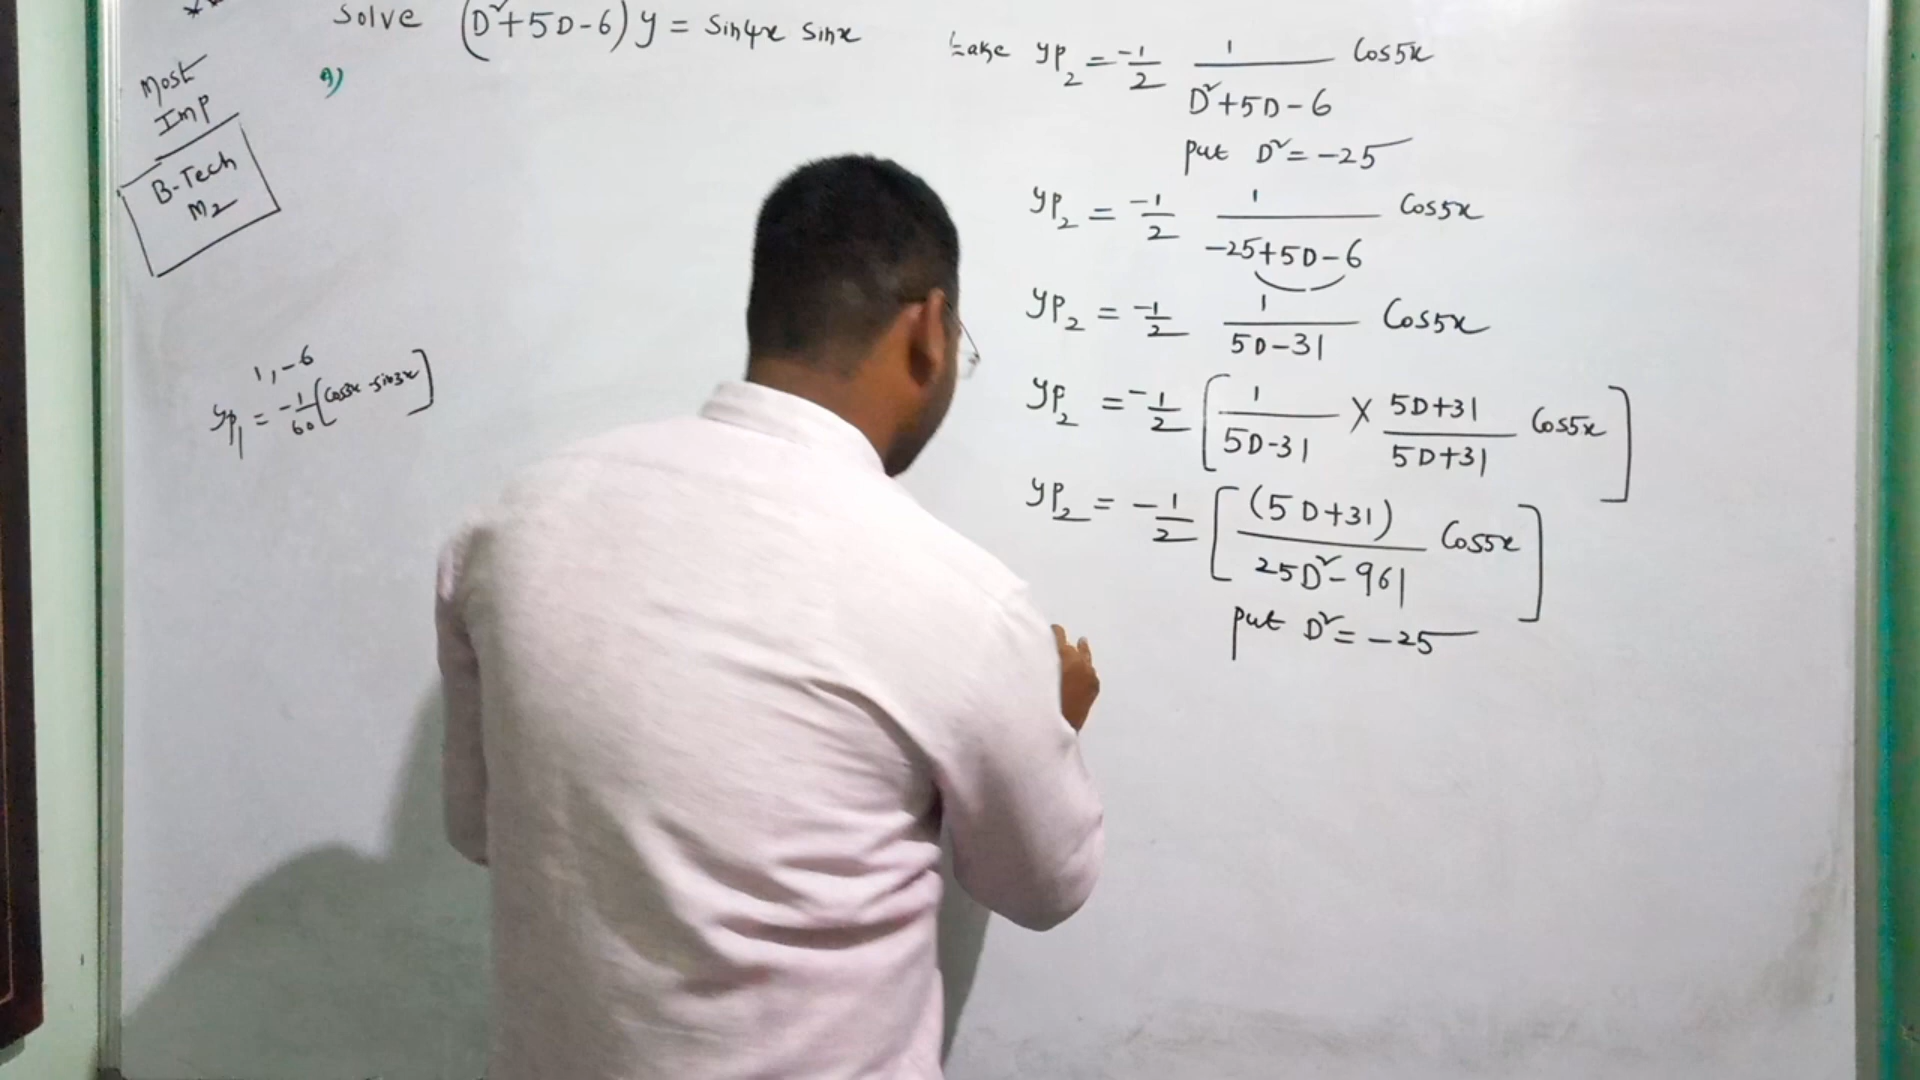 Solve (D²+5D-6)y = Sin4x sinx
Most
Imp
B-Tech
M2
1, -6
yp₁ = -1/60 [cos3x - sin3x]
Take yp₂ = -1/2 1/(D²+5D-6) Cos5x
put D² = -25
yp₂ = -1/2 1/(-25+5D-6) Cos5x
yp₂ = -1/2 1/(5D-31) Cos5x
yp₂ = -1/2 [1/(5D-31) × (5D+31)/(5D+31) Cos5x]
yp₂ = -1/2 [(5D+31)/(25D²-961) Cos5x]
put D² = -25